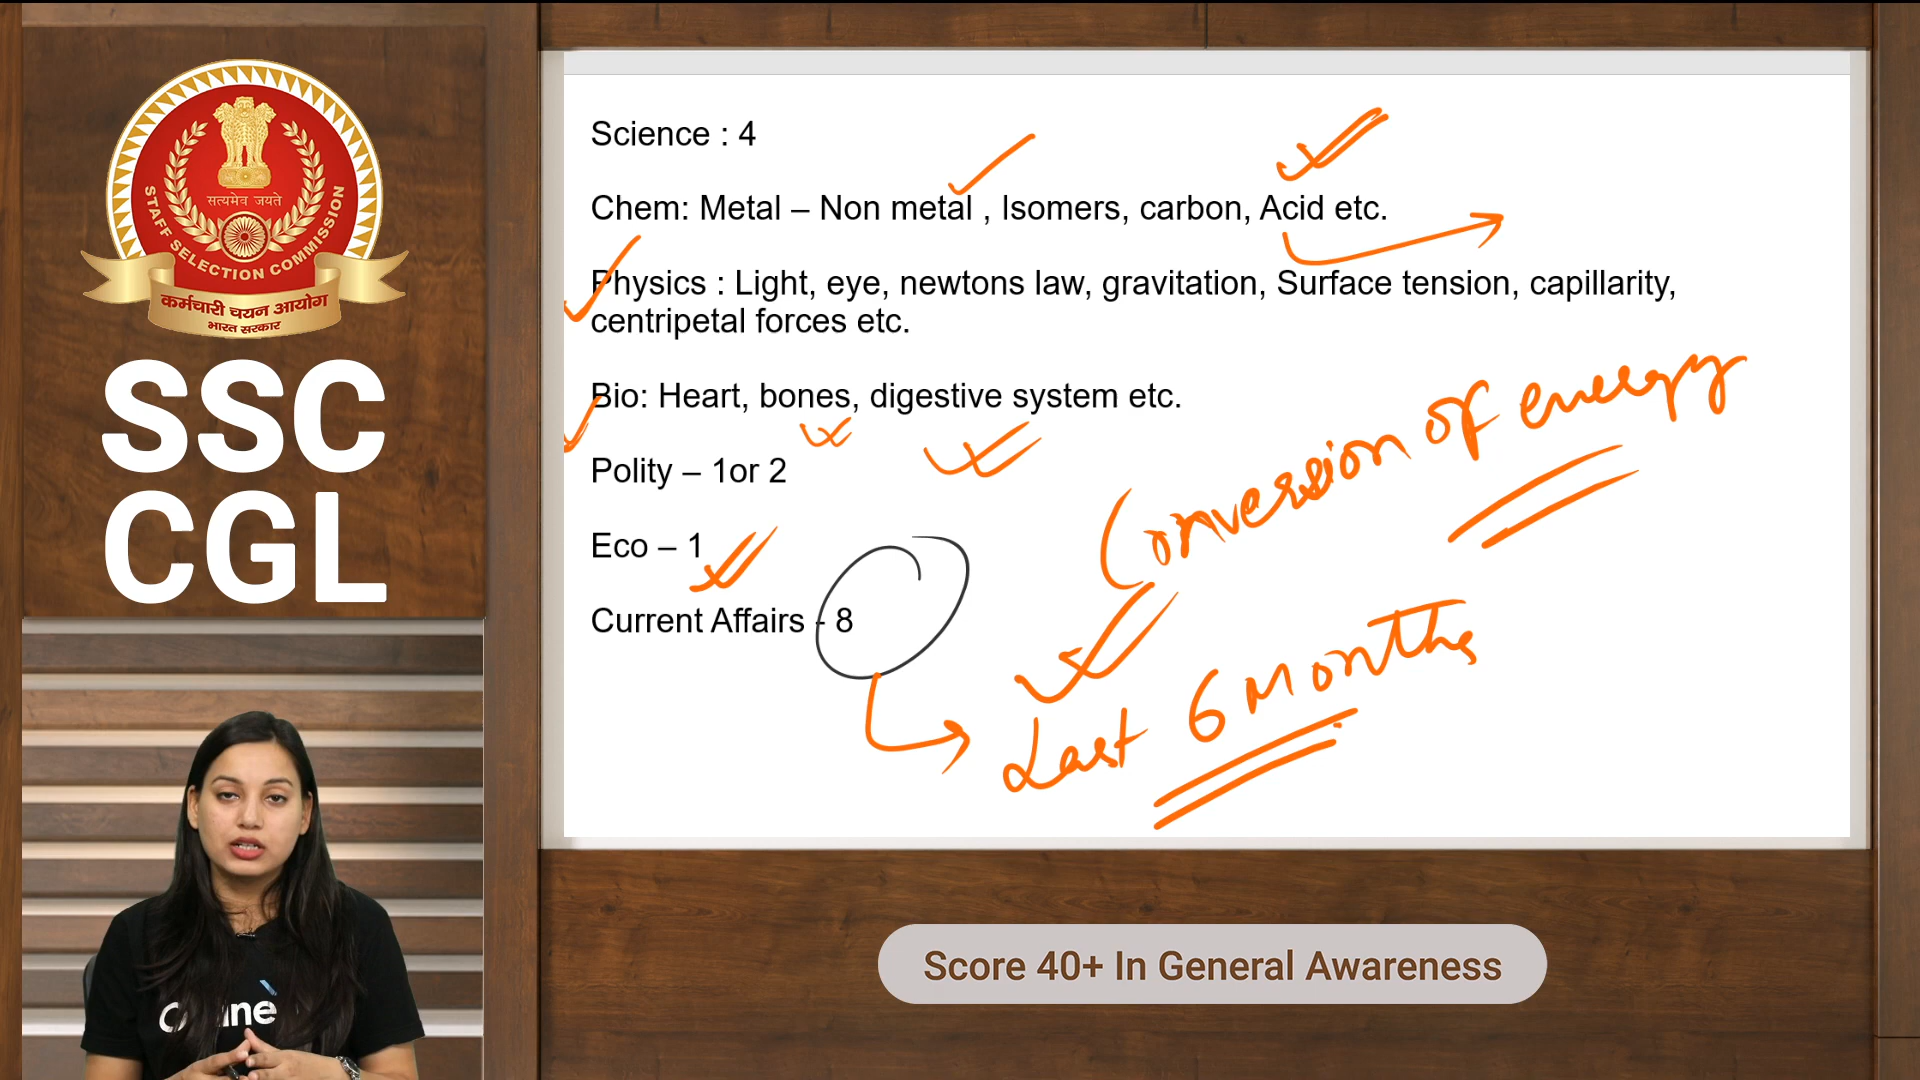 सत्यमेव जयते
STAFF SELECTION COMMISSION
कर्मचारी चयन आयोग
भारत सरकार
SSC
CGL
Science : 4
Chem: Metal – Non metal , Isomers, carbon, Acid etc.
Physics : Light, eye, newtons law, gravitation, Surface tension, capillarity,
centripetal forces etc.
Bio: Heart, bones, digestive system etc.
Polity – 1or 2
Eco – 1
Current Affairs - 8
Conversion of energy
Last 6 Months
Score 40+ In General Awareness